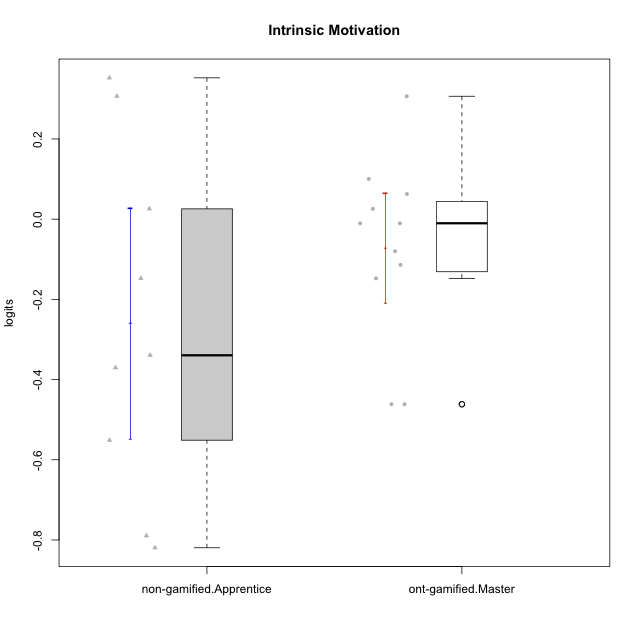 Intrinsic Motivation
logits
0.2
0.0
-0.2
-0.4
-0.6
-0.8
non-gamified.Apprentice
ont-gamified.Master